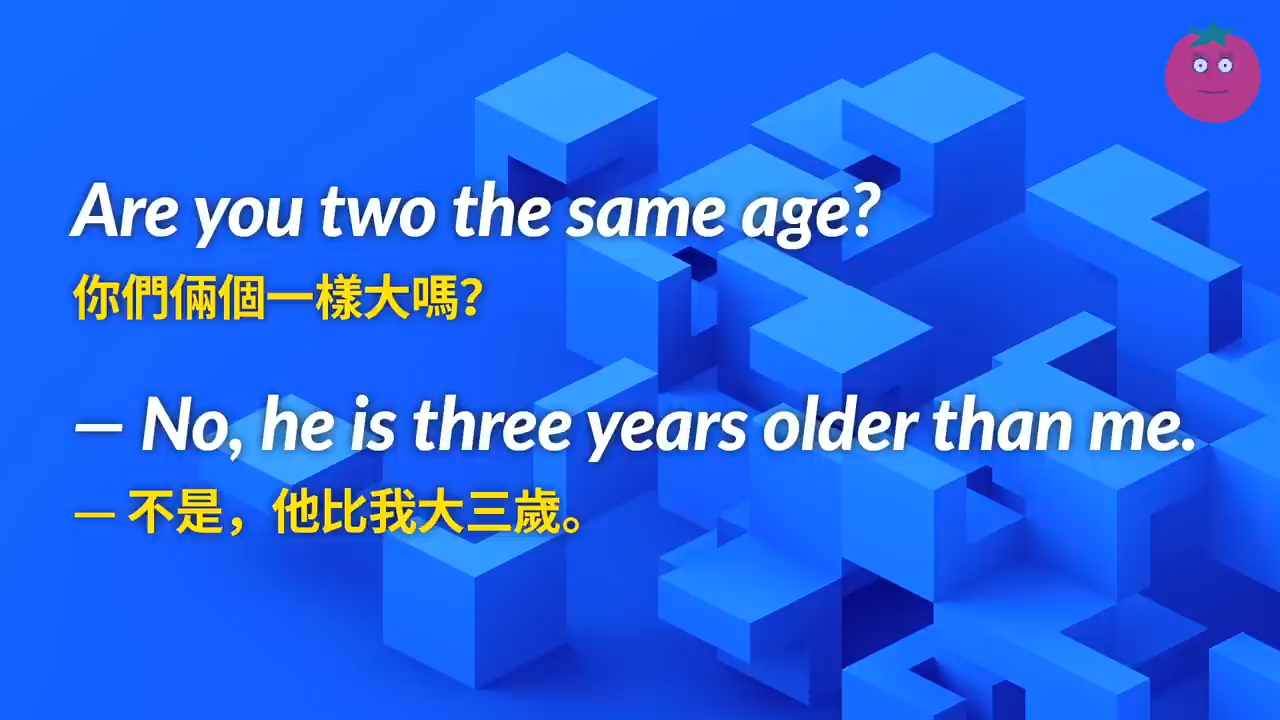 Are you two the same age?
你們倆個一樣大嗎？
— No, he is three years older than me.
— 不是，他比我大三歲。